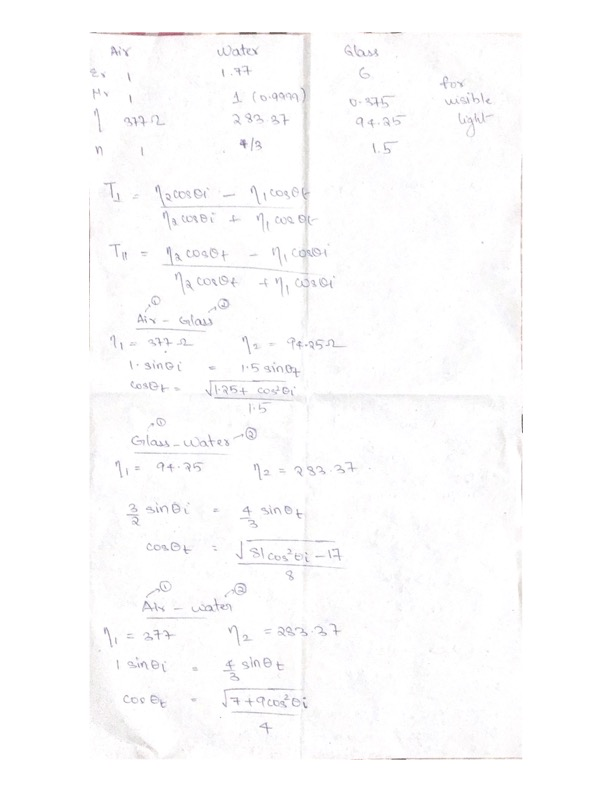 Air Water Glass
εr 1 1.77 6
μr 1 1 (0.9999) 0.375 for visible light
η 377Ω 283.37 94.25
n 1 4/3 1.5
Γ⊥ = η2cosθi - η1cosθt / η2cosθi + η1cosθt
Γ∥ = η2cosθt - η1cosθi / η2cosθt + η1cosθi
① ②
Air - Glass
η1 = 377Ω η2 = 94.25Ω
1. sinθi = 1.5 sinθt
cosθt = √1.25+ cos²θi / 1.5
① ②
Glass - Water
η1 = 94.25 η2 = 283.37
3/2 sinθi = 4/3 sinθt
cosθt = √81cos²θi - 17 / 8
① ②
Air - water
η1 = 377 η2 = 283.37
1 sinθi = 4/3 sinθt
cosθt = √7+9cos²θi / 4